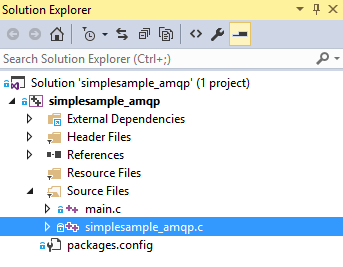 Solution Explorer
Search Solution Explorer (Ctrl+;)
Solution 'simplesample_amqp' (1 project)
simplesample_amqp
External Dependencies
Header Files
References
Resource Files
Source Files
main.c
simplesample_amqp.c
packages.config